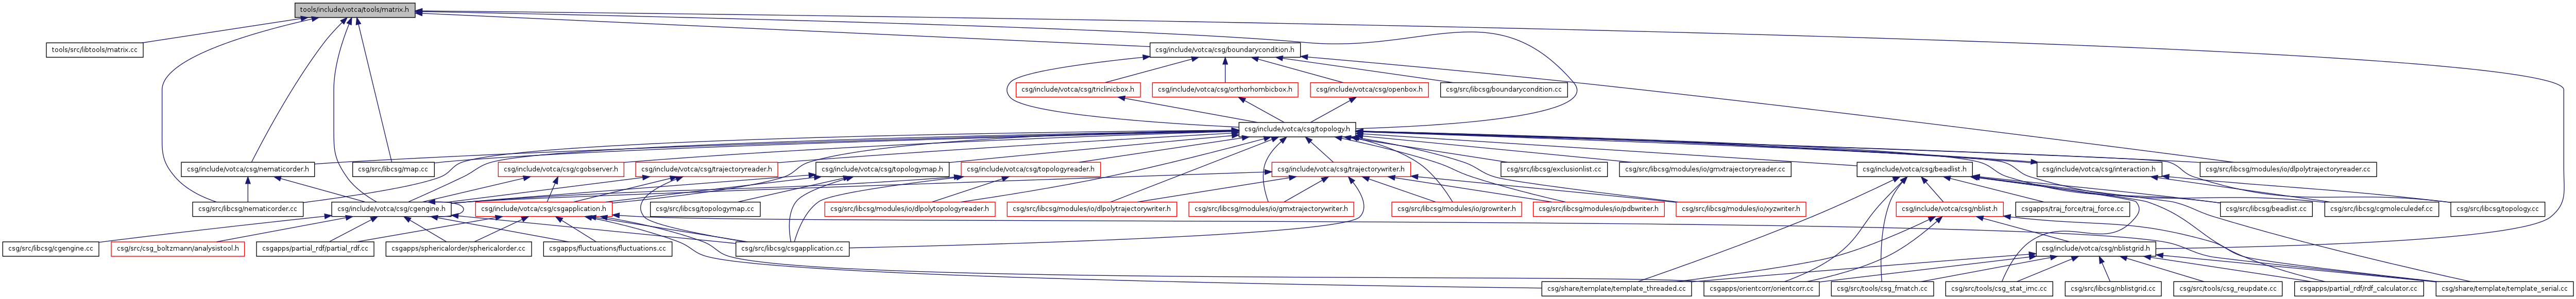 tools/include/votca/tools/matrix.h
tools/src/libtools/matrix.cc
csg/include/votca/csg/boundarycondition.h
csg/include/votca/csg/triclinicbox.h
csg/include/votca/csg/orthorhombicbox.h
csg/include/votca/csg/openbox.h
csg/src/libcsg/boundarycondition.cc
csg/include/votca/csg/topology.h
csg/include/votca/csg/nematicorder.h
csg/src/libcsg/map.cc
csg/include/votca/csg/cgobserver.h
csg/include/votca/csg/trajectoryreader.h
csg/include/votca/csg/topologymap.h
csg/include/votca/csg/topologyreader.h
csg/include/votca/csg/trajectorywriter.h
csg/src/libcsg/exclusionlist.cc
csg/src/libcsg/modules/io/gmxtrajectoryreader.cc
csg/include/votca/csg/beadlist.h
csg/include/votca/csg/interaction.h
csg/src/libcsg/modules/io/dlpolytrajectoryreader.cc
csg/src/libcsg/nematicorder.cc
csg/include/votca/csg/cgengine.h
csg/include/votca/csg/csgapplication.h
csg/src/libcsg/topologymap.cc
csg/src/libcsg/modules/io/dlpolytopologyreader.h
csg/src/libcsg/modules/io/dlpolytrajectorywriter.h
csg/src/libcsg/modules/io/gmxtrajectorywriter.h
csg/src/libcsg/modules/io/growriter.h
csg/src/libcsg/modules/io/pdbwriter.h
csg/src/libcsg/modules/io/xyzwriter.h
csg/include/votca/csg/nblist.h
csgapps/traj_force/traj_force.cc
csg/src/libcsg/beadlist.cc
csg/src/libcsg/cgmoleculedef.cc
csg/src/libcsg/topology.cc
csg/src/libcsg/cgengine.cc
csg/src/csg_boltzmann/analysistool.h
csgapps/partial_rdf/partial_rdf.cc
csgapps/sphericalorder/sphericalorder.cc
csgapps/fluctuations/fluctuations.cc
csg/src/libcsg/csgapplication.cc
csg/include/votca/csg/nblistgrid.h
csg/share/template/template_threaded.cc
csgapps/orientcorr/orientcorr.cc
csg/src/tools/csg_fmatch.cc
csg/src/tools/csg_stat_imc.cc
csg/src/libcsg/nblistgrid.cc
csg/src/tools/csg_reupdate.cc
csgapps/partial_rdf/rdf_calculator.cc
csg/share/template/template_serial.cc